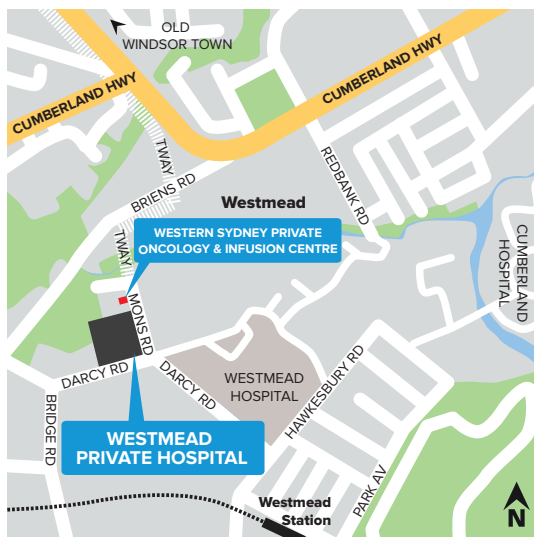 OLD
WINDSOR TOWN
CUMBERLAND HWY
CUMBERLAND HWY
TWAY
BRIENS RD
REDBANK RD
Westmead
WESTERN SYDNEY PRIVATE
ONCOLOGY & INFUSION CENTRE
TWAY
CUMBERLAND
HOSPITAL
MONS RD
DARCY RD
DARCY RD
WESTMEAD
HOSPITAL
HAWKESBURY RD
BRIDGE RD
WESTMEAD
PRIVATE HOSPITAL
PARK AV
Westmead
Station
N